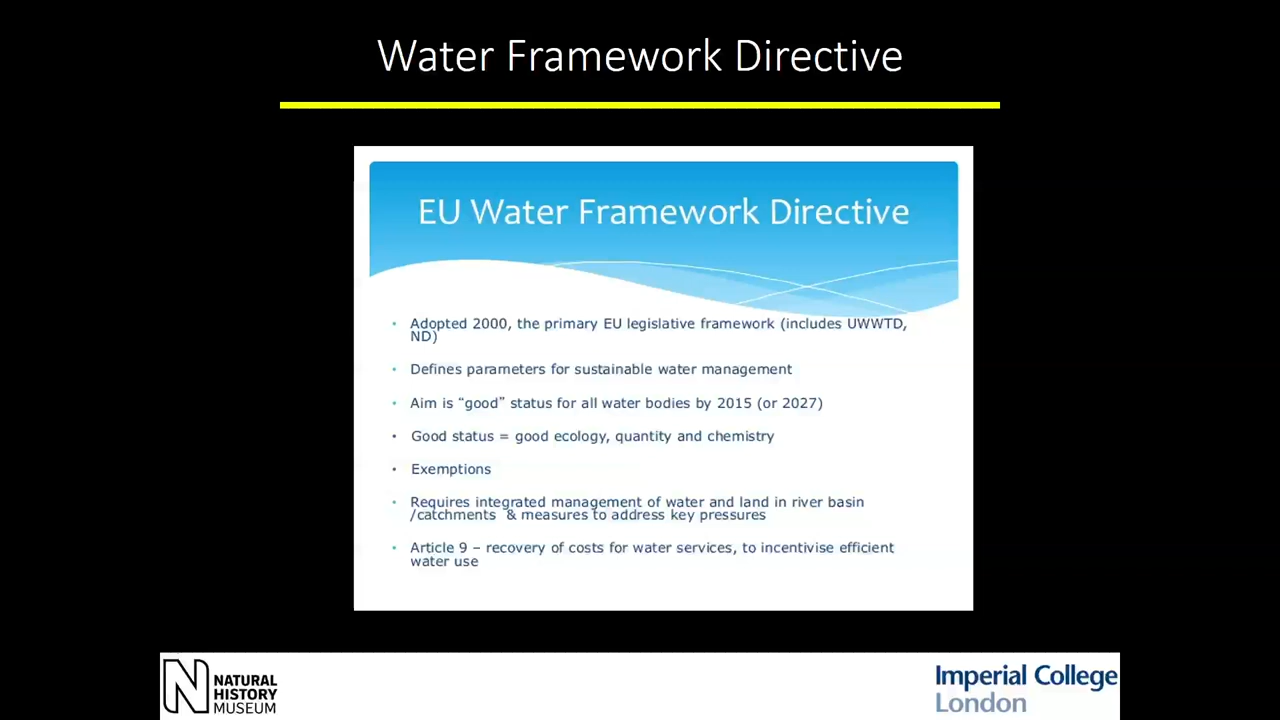 Water Framework Directive
EU Water Framework Directive
• Adopted 2000, the primary EU legislative framework (includes UWWTD,
ND)
• Defines parameters for sustainable water management
• Aim is “good” status for all water bodies by 2015 (or 2027)
• Good status = good ecology, quantity and chemistry
• Exemptions
• Requires integrated management of water and land in river basin
/catchments & measures to address key pressures
• Article 9 – recovery of costs for water services, to incentivise efficient
water use
NATURAL
HISTORY
MUSEUM
Imperial College
London